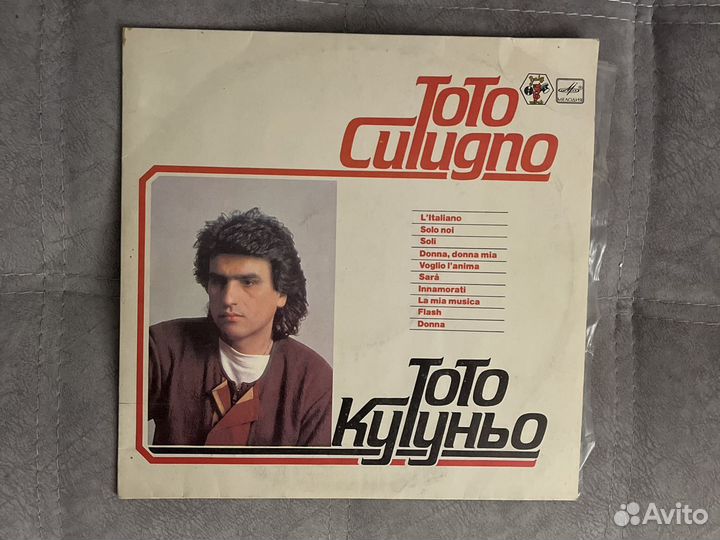 Toto
Cutugno
МЕЛОДИЯ
L'Italiano
Solo noi
Soli
Donna, donna mia
Voglio l'anima
Sarà
Innamorati
La mia musica
Flash
Donna
Тото
Кутуньо
Avito